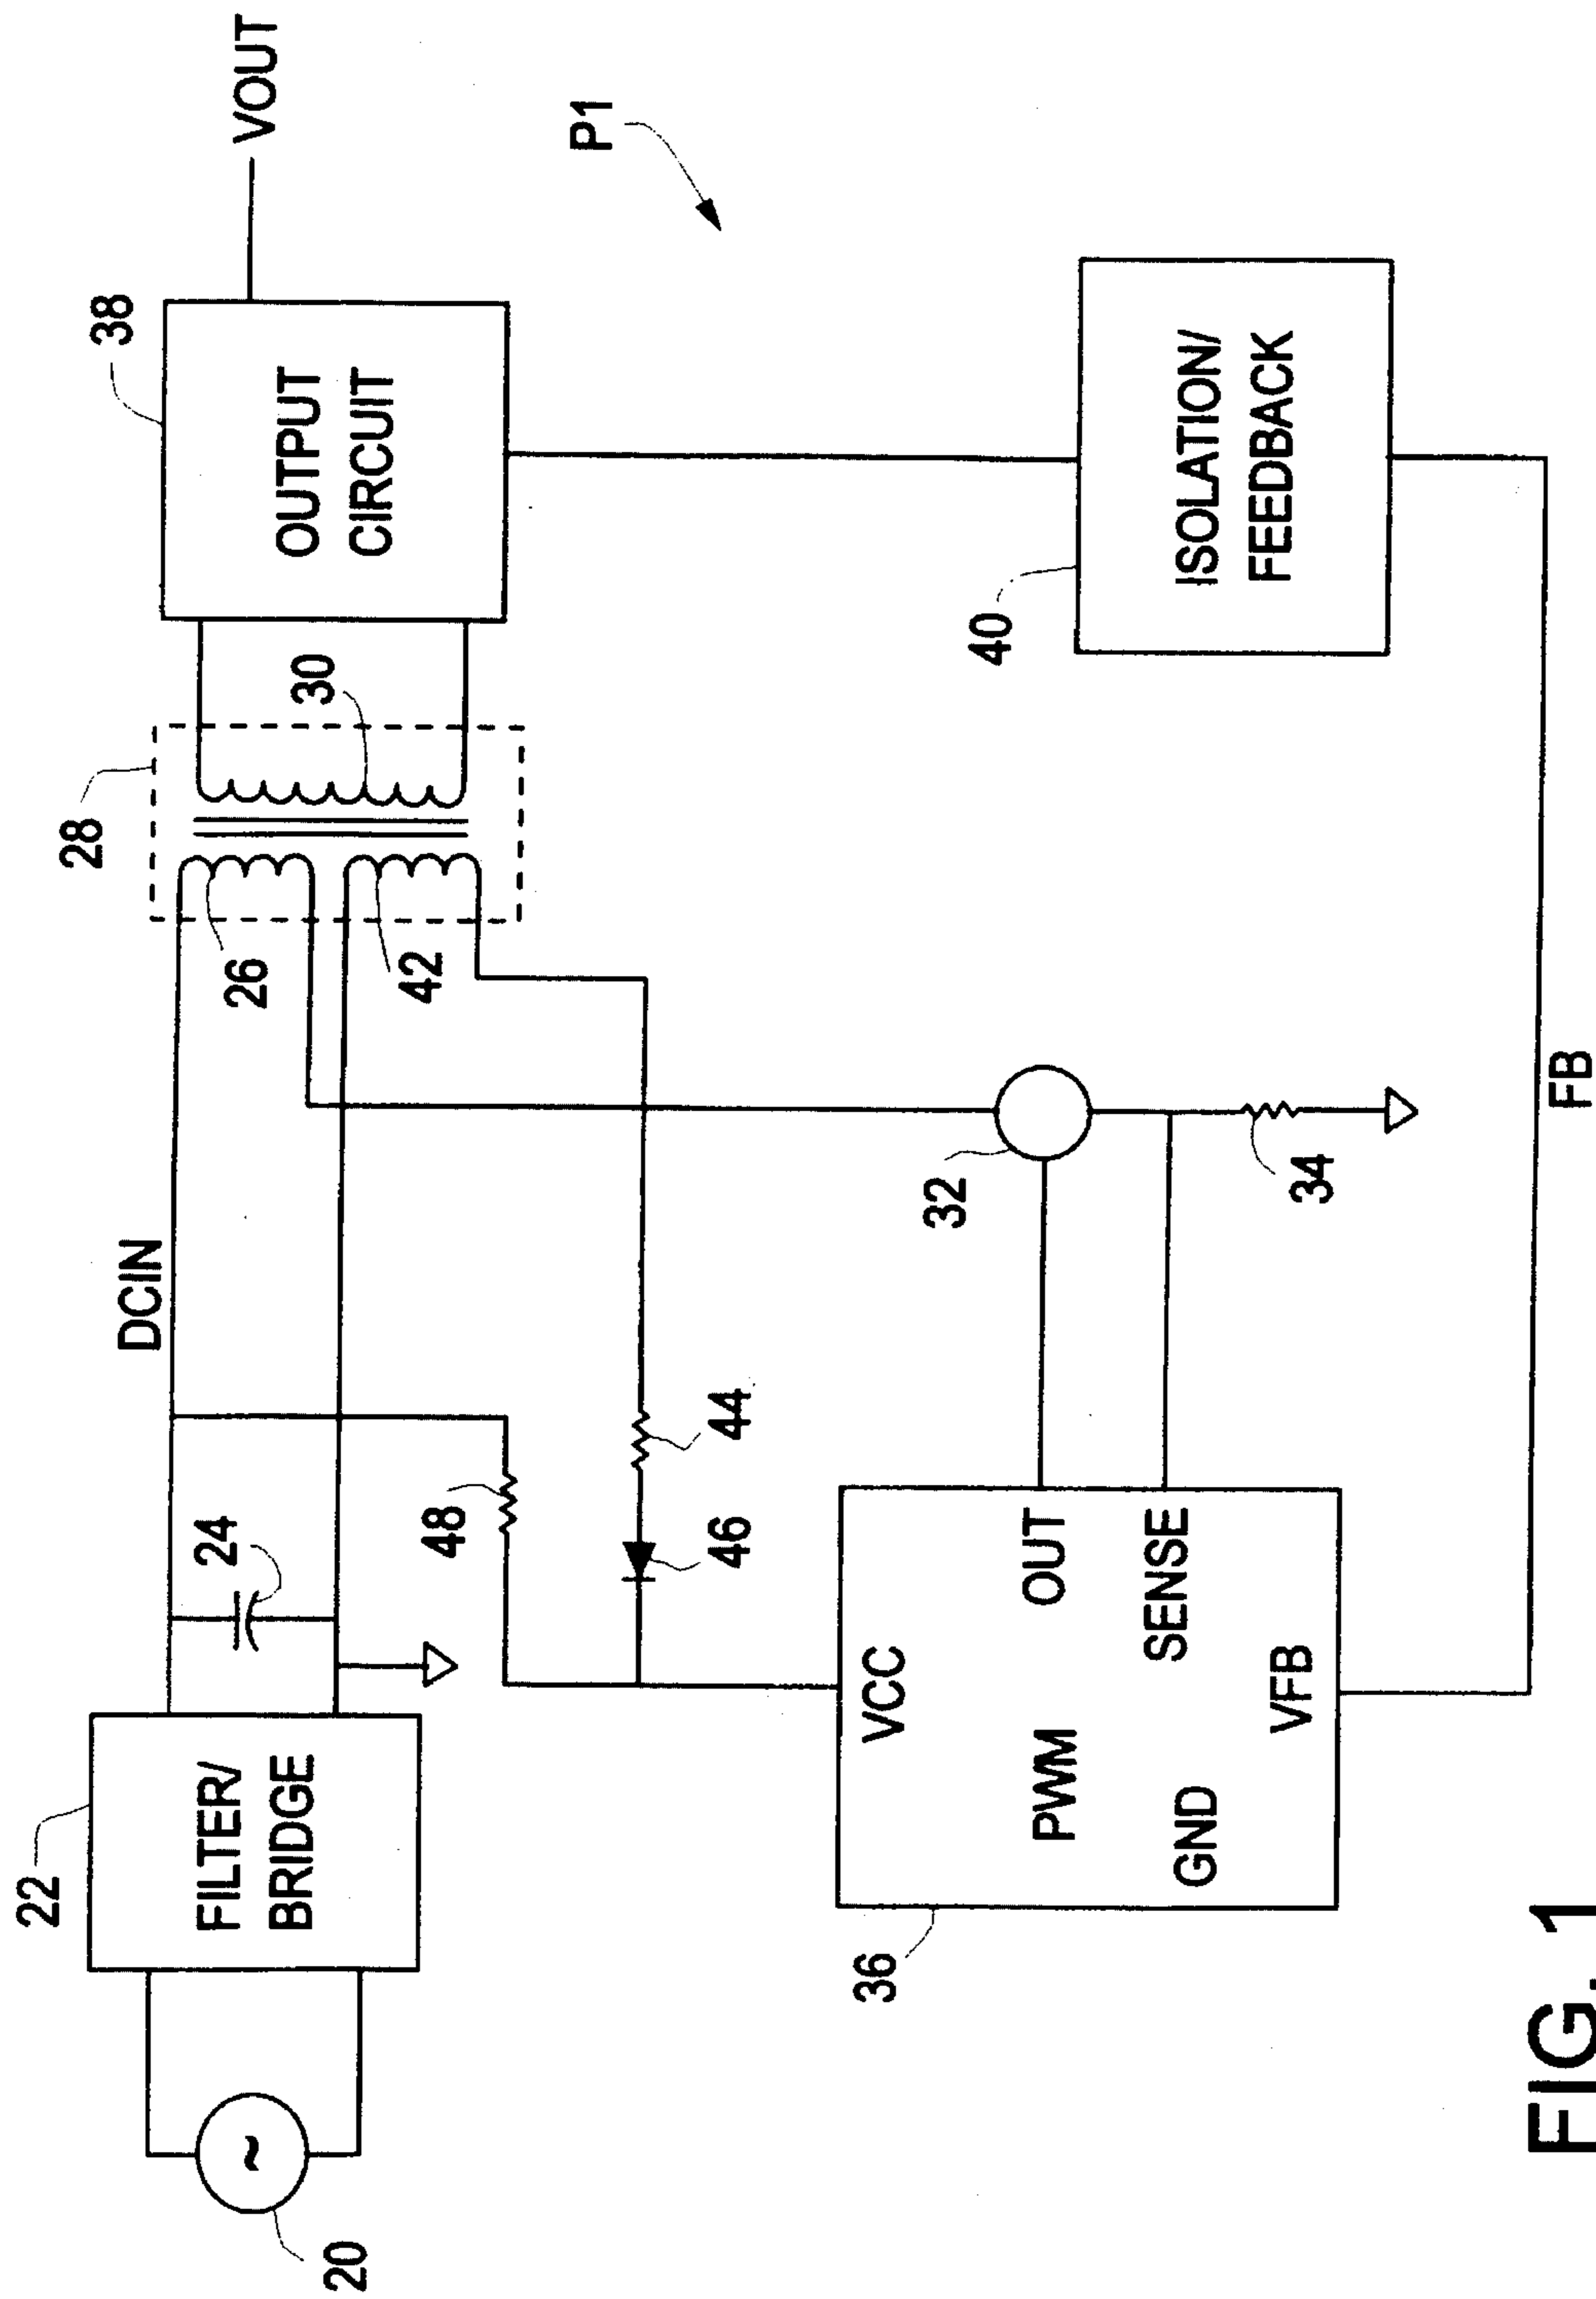 20
22
FILTER/
BRIDGE
24
DCIN
28
26
42
30
38
OUTPUT
CIRCUIT
VOUT
P1
48
44
46
36
VCC
PWM
OUT
GND
SENSE
VFB
32
34
40
ISOLATION/
FEEDBACK
FB
FIG. 1